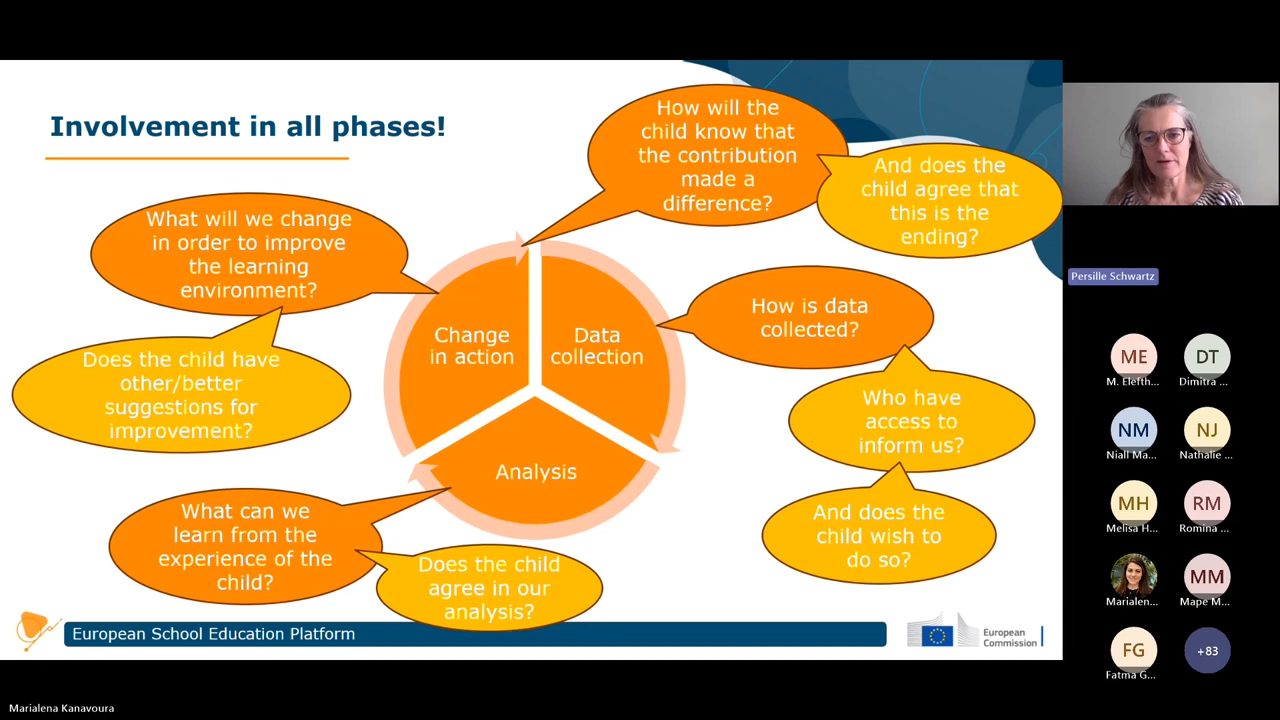 Involvement in all phases!
How will the
child know that
the contribution
made a
difference?
And does the
child agree that
this is the
ending?
What will we change
in order to improve
the learning
environment?
Does the child have
other/better
suggestions for
improvement?
Change
in action
Data
collection
How is data
collected?
Who have
access to
inform us?
And does the
child wish to
do so?
Analysis
What can we
learn from the
experience of the
child?
Does the child
agree in our
analysis?
European School Education Platform
European
Commission
Persille Schwartz
ME
M. Elefth...
DT
Dimitra ...
NM
Niall Ma...
NJ
Nathalie ...
MH
Melisa H...
RM
Romina ...
Marialen...
MM
Mape M...
FG
Fatma G...
+83
Marialena Kanavoura